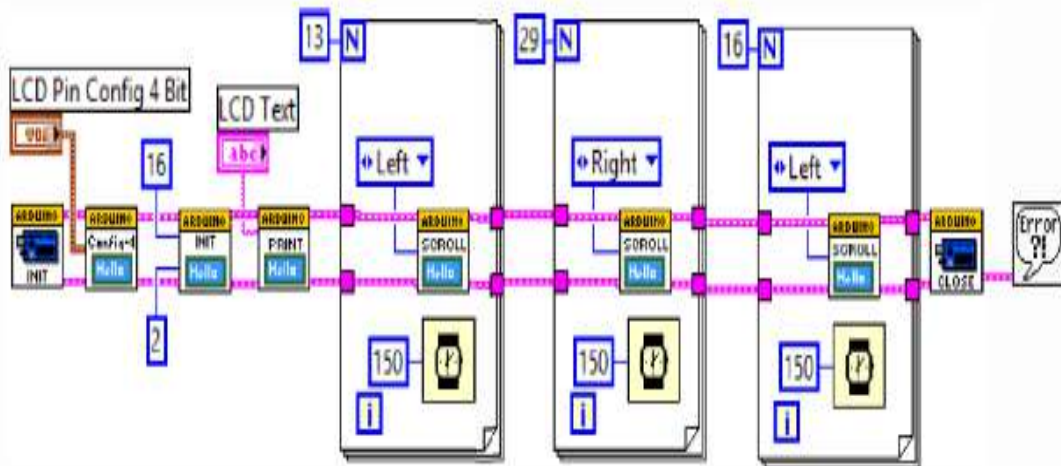 13 N
29 N
16 N
LCD Pin Config 4 Bit
LCD Text
abc
16
Left
Right
Left
ARDUINO INIT
ARDUINO Config-4 Hello
ARDUINO INIT Hello
ARDUINO PRINT Hello
ARDUINO SCROLL Hello
ARDUINO SCROLL Hello
ARDUINO SCROLL Hello
ARDUINO CLOSE
Error ?!
2
150
150
150
i
i
i